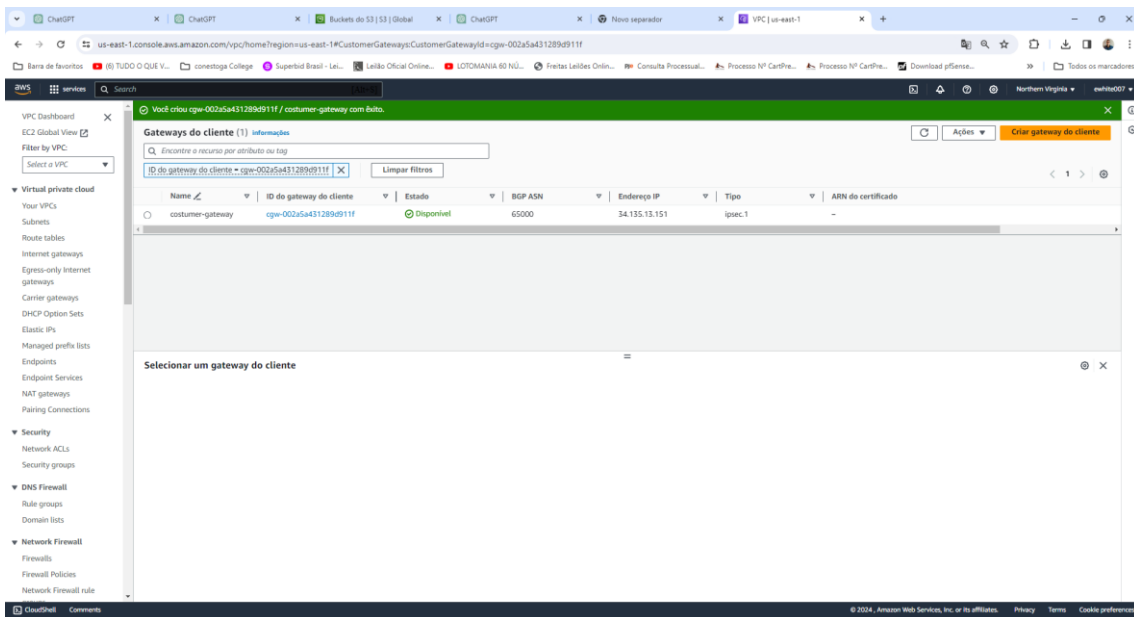 ChatGPT
ChatGPT
Buckets do S3 | S3 | Global
ChatGPT
Novo separador
VPC | us-east-1
us-east-1.console.aws.amazon.com/vpc/home?region=us-east-1#CustomerGateways:CustomerGatewayId=cgw-002a5a431289d911f
Barra de favoritos
(6) TUDO O QUE V...
conestoga College
Superbid Brasil - Lei...
Leilão Oficial Online...
LOTOMANIA 60 NÚ...
Freitas Leilões Onlin...
Consulta Processual...
Processo Nº CartPre...
Processo Nº CartPre...
Download pfSense...
Todos os marcadores
aws
services
Search
Northern Virginia
ewhite007
VPC Dashboard
EC2 Global View
Filter by VPC:
Select a VPC
Virtual private cloud
Your VPCs
Subnets
Route tables
Internet gateways
Egress-only Internet
gateways
Carrier gateways
DHCP Option Sets
Elastic IPs
Managed prefix lists
Endpoints
Endpoint Services
NAT gateways
Pairing Connections
Security
Network ACLs
Security groups
DNS Firewall
Rule groups
Domain lists
Network Firewall
Firewalls
Firewall Policies
Network Firewall rule
Você criou cgw-002a5a431289d911f / costumer-gateway com êxito.
Gateways do cliente (1) informações
Ações
Criar gateway do cliente
Encontre o recurso por atributo ou tag
ID do gateway do cliente = cgw-002a5a431289d911f
Limpar filtros
1
Name ID do gateway do cliente Estado BGP ASN Endereço IP Tipo ARN do certificado
costumer-gateway cgw-002a5a431289d911f Disponível 65000 34.135.13.151 ipsec.1 –
Selecionar um gateway do cliente
CloudShell Comments
© 2024 , Amazon Web Services, Inc. or its affiliates. Privacy Terms Cookie preferences